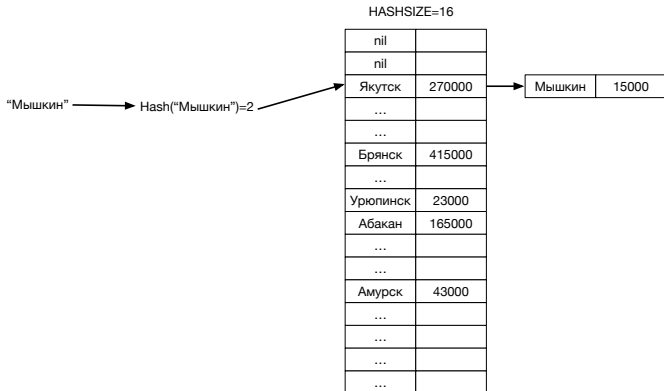 HASHSIZE=16
nil
nil
“Мышкин” Hash(“Мышкин”)=2 Якутск 270000 Мышкин 15000
...
...
Брянск 415000
...
Урюпинск 23000
Абакан 165000
...
...
Амурск 43000
...
...
...
...